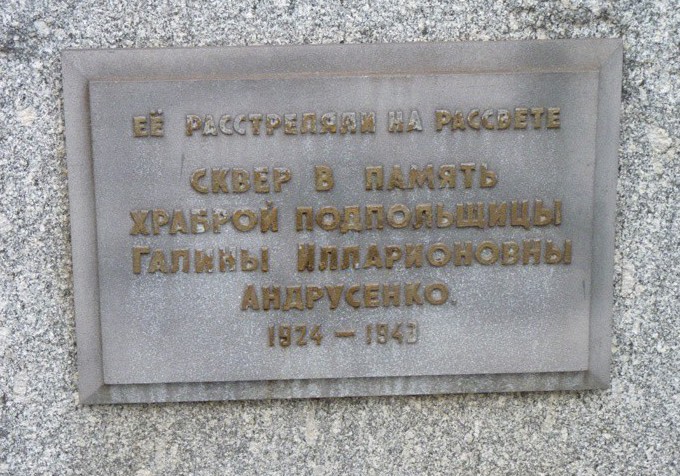 ЕЁ РАССТРЕЛЯЛИ НА РАССВЕТЕ
СКВЕР В ПАМЯТЬ
ХРАБРОЙ ПОДПОЛЬЩИЦЫ
ГАЛИНЫ ИЛЛАРИОНОВНЫ
АНДРУСЕНКО.
1924 — 1943